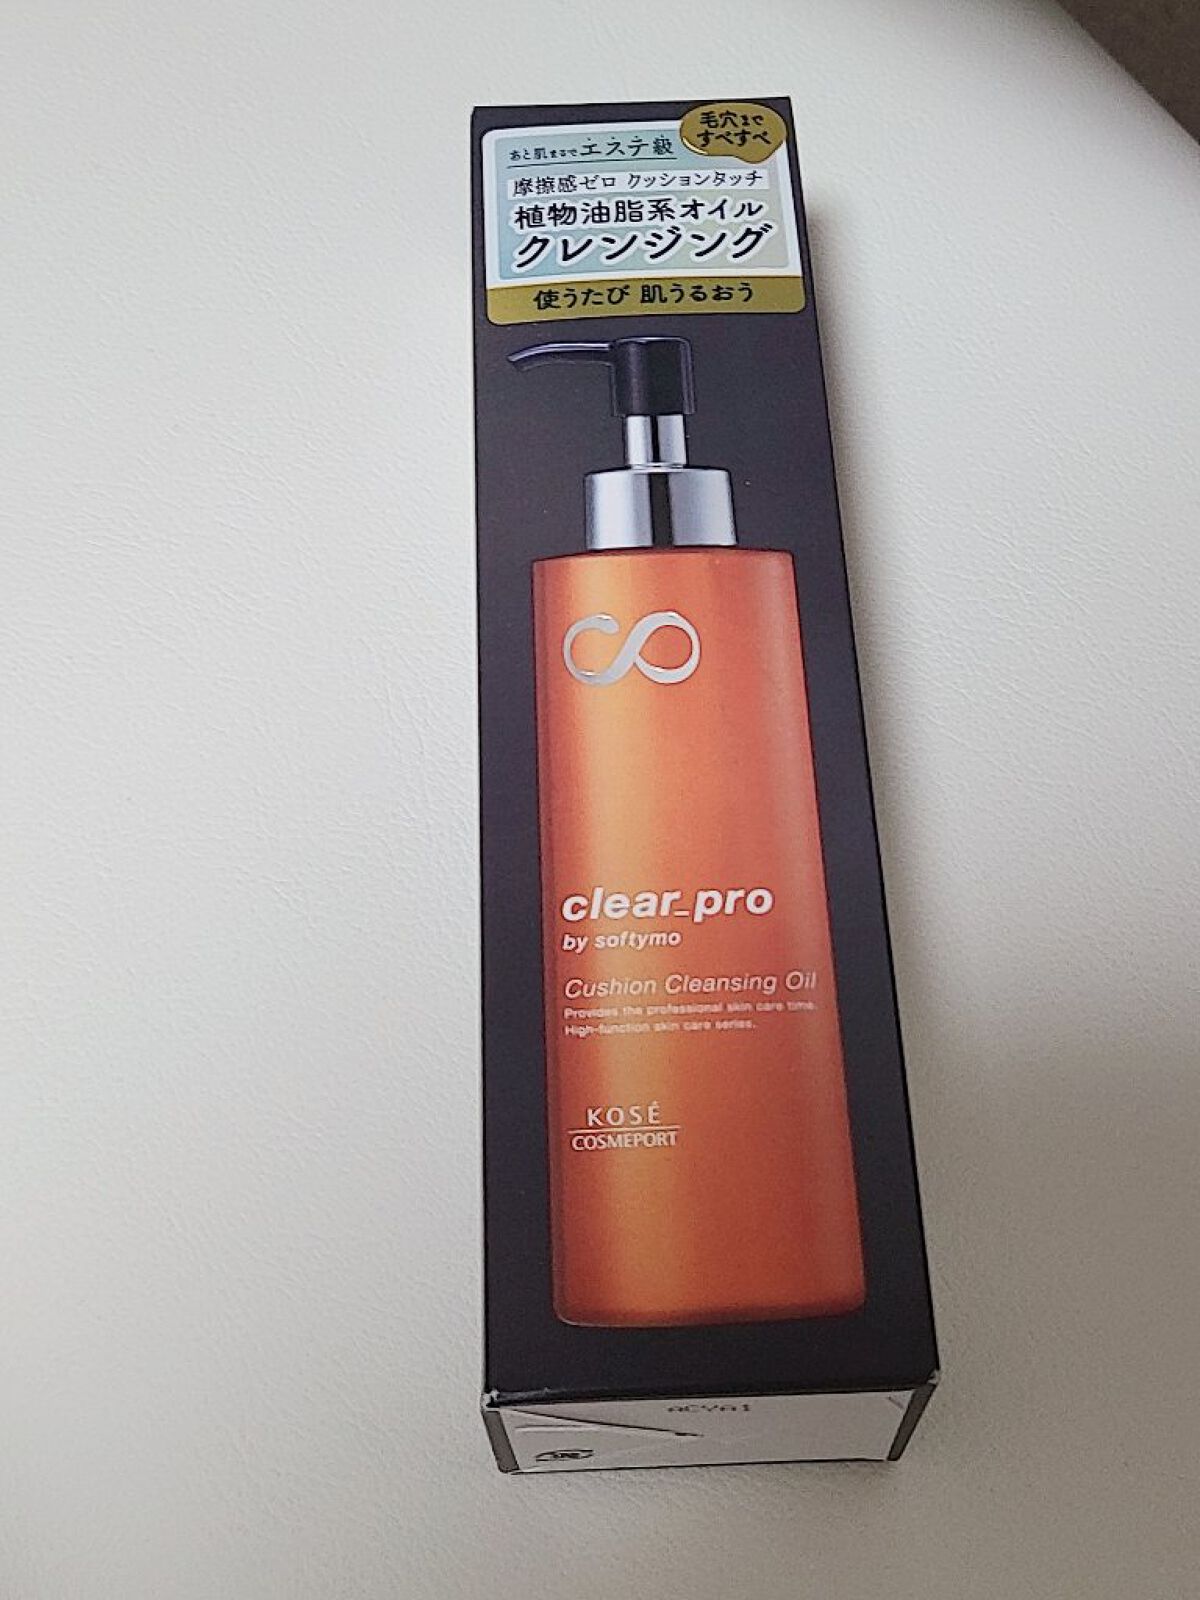 毛穴まで
すべすべ
あと肌まるでエステ級
摩擦感ゼロ クッションタッチ
植物油脂系オイル
クレンジング
使うたび 肌うるおう
clear_pro
by softymo
Cushion Cleansing Oil
Provides the professional skin care time.
High-function skin care series.
KOSÉ
COSMEPORT